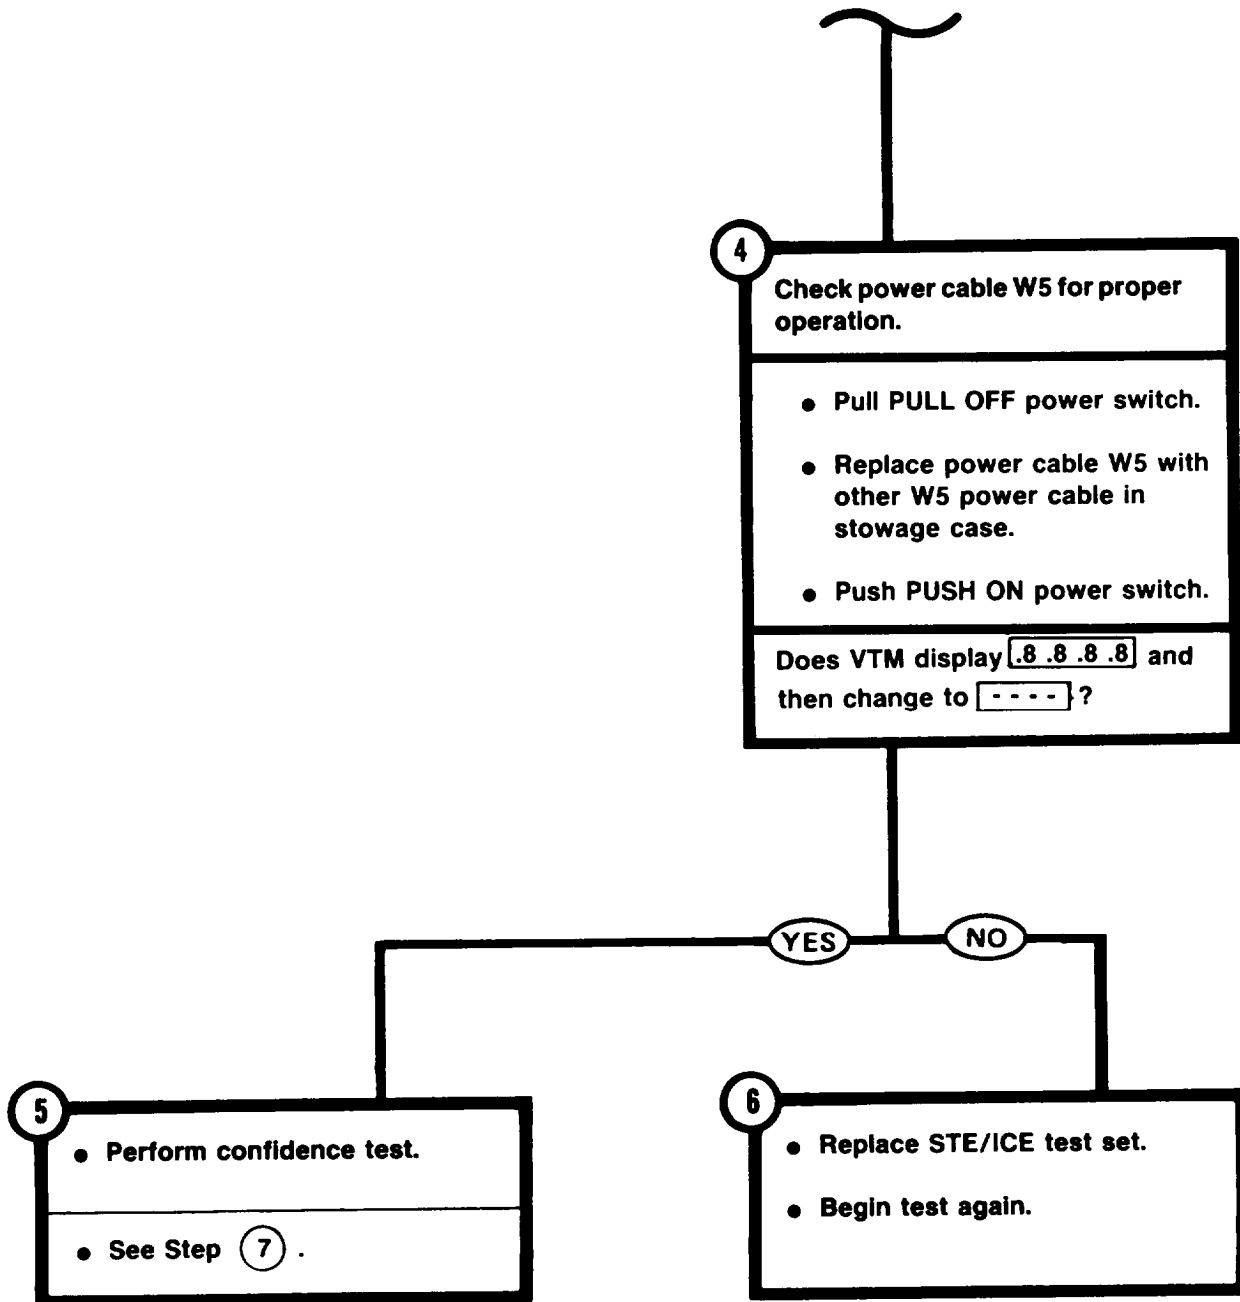 4
Check power cable W5 for proper
operation.
● Pull PULL OFF power switch.
● Replace power cable W5 with
other W5 power cable in
stowage case.
● Push PUSH ON power switch.
Does VTM display .8 .8 .8 .8 and
then change to - - - - ?
YES
NO
5
● Perform confidence test.
● See Step 7 .
6
● Replace STE/ICE test set.
● Begin test again.